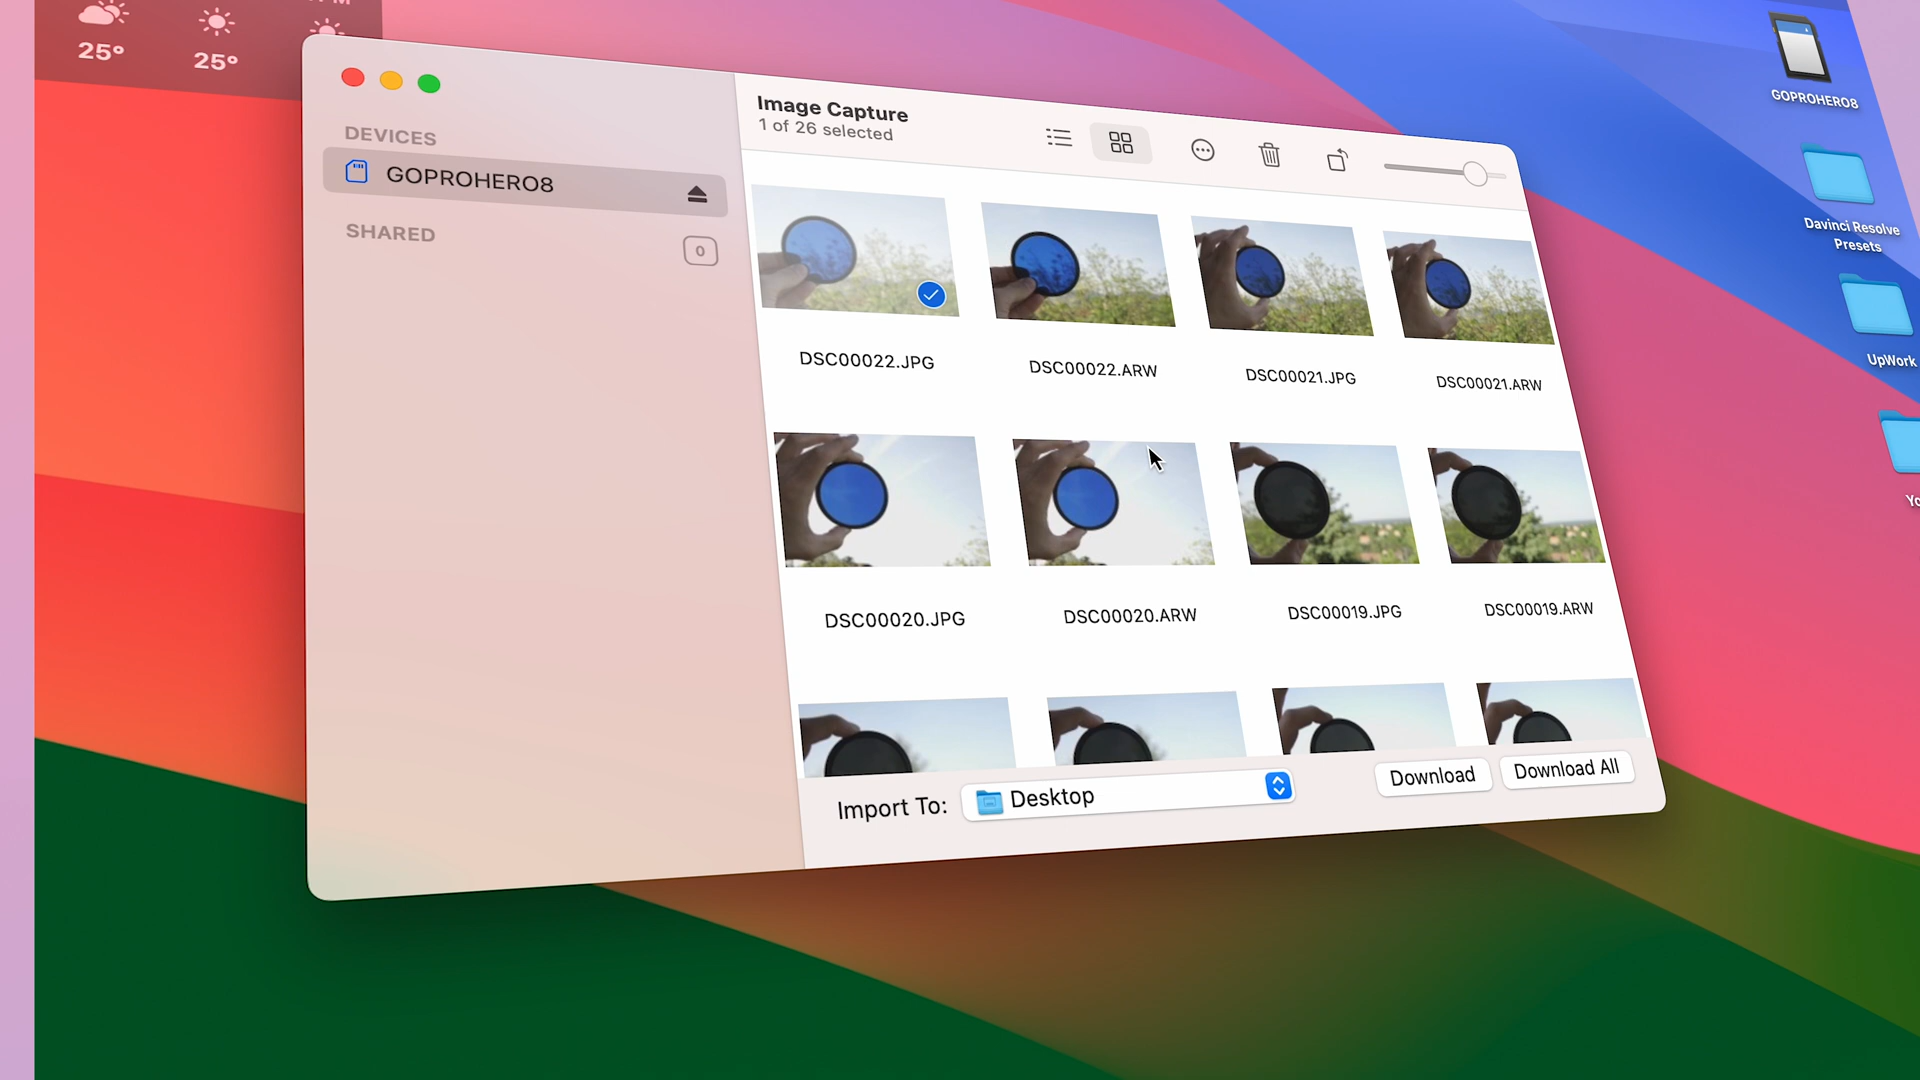 25°
25°
Image Capture
1 of 26 selected
DEVICES
GOPROHERO8
SHARED
0
DSC00022.JPG
DSC00022.ARW
DSC00021.JPG
DSC00021.ARW
DSC00020.JPG
DSC00020.ARW
DSC00019.JPG
DSC00019.ARW
Import To:
Desktop
Download
Download All
GOPROHERO8
Davinci Resolve
Presets
UpWork